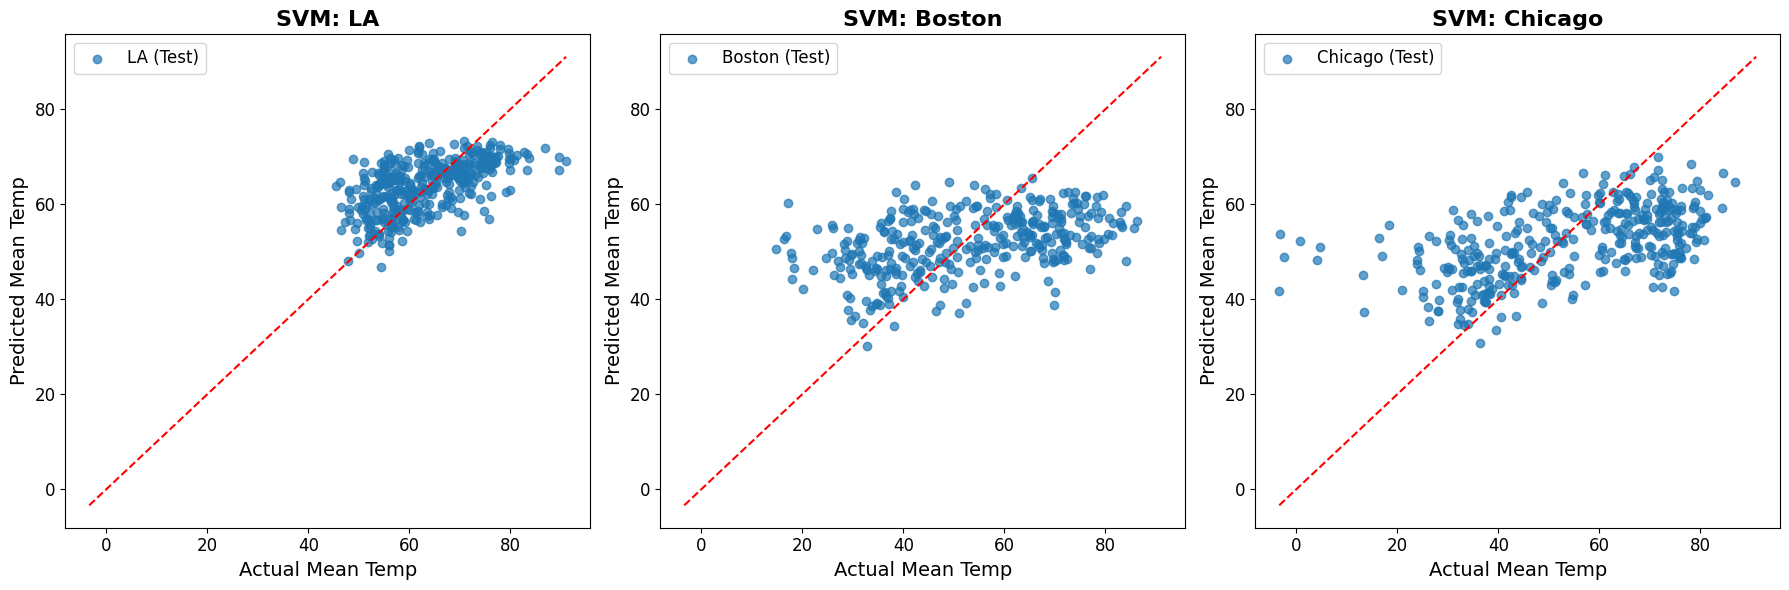 SVM: LA
LA (Test)
80
60
40
20
0
0 20 40 60 80
Actual Mean Temp
Predicted Mean Temp
SVM: Boston
Boston (Test)
80
60
40
20
0
0 20 40 60 80
Actual Mean Temp
Predicted Mean Temp
SVM: Chicago
Chicago (Test)
80
60
40
20
0
0 20 40 60 80
Actual Mean Temp
Predicted Mean Temp